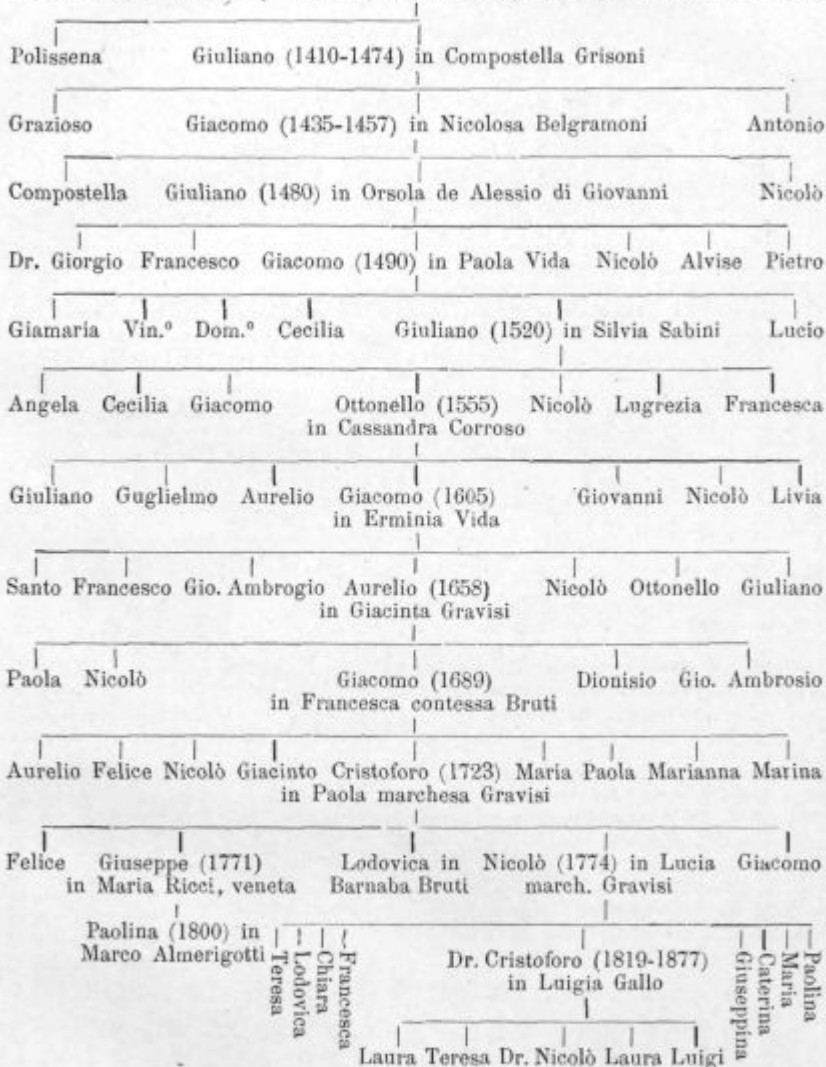 Polissena Giuliano (1410-1474) in Compostella Grisoni
Grazioso Giacomo (1435-1457) in Nicolosa Belgramoni Antonio
Compostella Giuliano (1480) in Orsola de Alessio di Giovanni Nicolò
Dr. Giorgio Francesco Giacomo (1490) in Paola Vida Nicolò Alvise Pietro
Giamaria Vin.º Dom.º Cecilia Giuliano (1520) in Silvia Sabini Lucio
Angela Cecilia Giacomo Ottonello (1555) Nicolò Lugrezia Francesca
in Cassandra Corroso
Giuliano Guglielmo Aurelio Giacomo (1605) Giovanni Nicolò Livia
in Erminia Vida
Santo Francesco Gio. Ambrogio Aurelio (1658) Nicolò Ottonello Giuliano
in Giacinta Gravisi
Paola Nicolò Giacomo (1689) Dionisio Gio. Ambrosio
in Francesca contessa Bruti
Aurelio Felice Nicolò Giacinto Cristoforo (1723) Maria Paola Marianna Marina
in Paola marchesa Gravisi
Felice Giuseppe (1771) Lodovica in Nicolò (1774) in Lucia Giacomo
in Maria Ricci, veneta Barnaba Bruti march. Gravisi
Paolina (1800) in
Marco Almerigotti
Teresa
Lodovica
Chiara
Francesca
Dr. Cristoforo (1819-1877)
in Luigia Gallo
Giuseppina
Caterina
Maria
Paolina
Laura Teresa Dr. Nicolò Laura Luigi